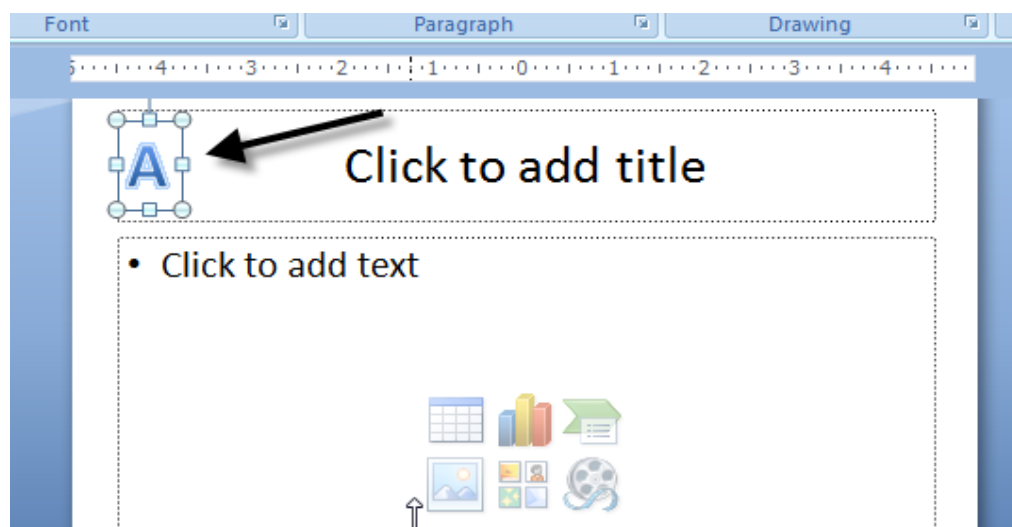 Font Paragraph Drawing
5 4 3 2 1 0 1 2 3 4
A Click to add title
• Click to add text